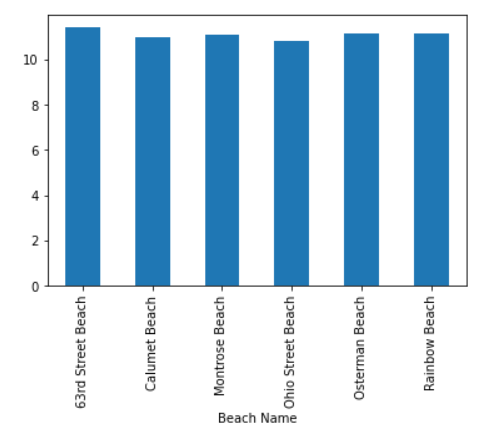 10
8
6
4
2
0
63rd Street Beach
Calumet Beach
Montrose Beach
Ohio Street Beach
Osterman Beach
Rainbow Beach
Beach Name